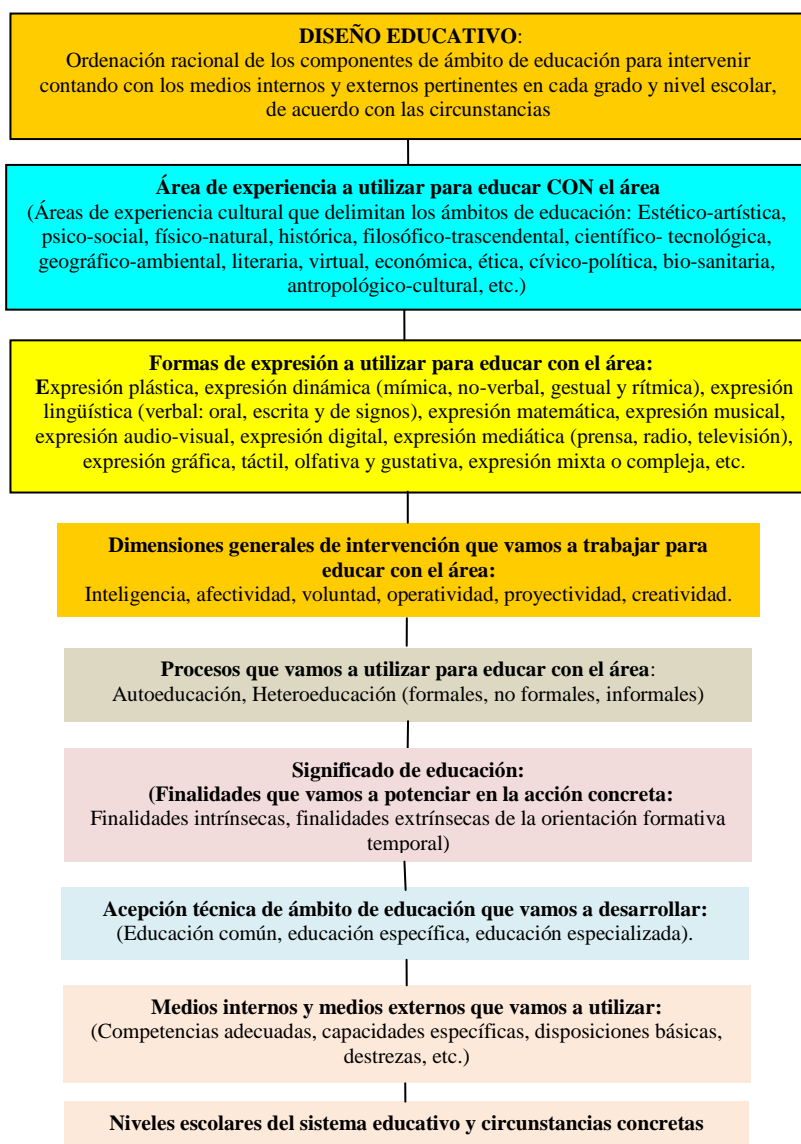 DISEÑO EDUCATIVO:
Ordenación racional de los componentes de ámbito de educación para intervenir
contando con los medios internos y externos pertinentes en cada grado y nivel escolar,
de acuerdo con las circunstancias
Área de experiencia a utilizar para educar CON el área
(Áreas de experiencia cultural que delimitan los ámbitos de educación: Estético-artística,
psico-social, físico-natural, histórica, filosófico-trascendental, científico- tecnológica,
geográfico-ambiental, literaria, virtual, económica, ética, cívico-política, bio-sanitaria,
antropológico-cultural, etc.)
Formas de expresión a utilizar para educar con el área:
Expresión plástica, expresión dinámica (mímica, no-verbal, gestual y rítmica), expresión
lingüística (verbal: oral, escrita y de signos), expresión matemática, expresión musical,
expresión audio-visual, expresión digital, expresión mediática (prensa, radio, televisión),
expresión gráfica, táctil, olfativa y gustativa, expresión mixta o compleja, etc.
Dimensiones generales de intervención que vamos a trabajar para
educar con el área:
Inteligencia, afectividad, voluntad, operatividad, proyectividad, creatividad.
Procesos que vamos a utilizar para educar con el área:
Autoeducación, Heteroeducación (formales, no formales, informales)
Significado de educación:
(Finalidades que vamos a potenciar en la acción concreta:
Finalidades intrínsecas, finalidades extrínsecas de la orientación formativa
temporal)
Acepción técnica de ámbito de educación que vamos a desarrollar:
(Educación común, educación específica, educación especializada).
Medios internos y medios externos que vamos a utilizar:
(Competencias adecuadas, capacidades específicas, disposiciones básicas,
destrezas, etc.)
Niveles escolares del sistema educativo y circunstancias concretas